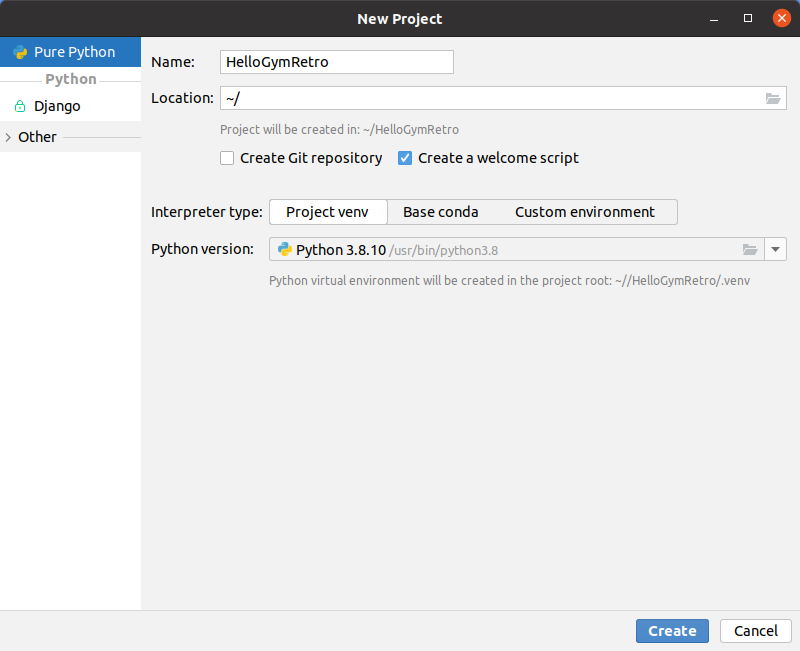 New Project
Pure Python
Python
Django
Other
Name: HelloGymRetro
Location: ~/
Project will be created in: ~/HelloGymRetro
Create Git repository Create a welcome script
Interpreter type: Project venv Base conda Custom environment
Python version: Python 3.8.10 /usr/bin/python3.8
Python virtual environment will be created in the project root: ~//HelloGymRetro/.venv
Create Cancel